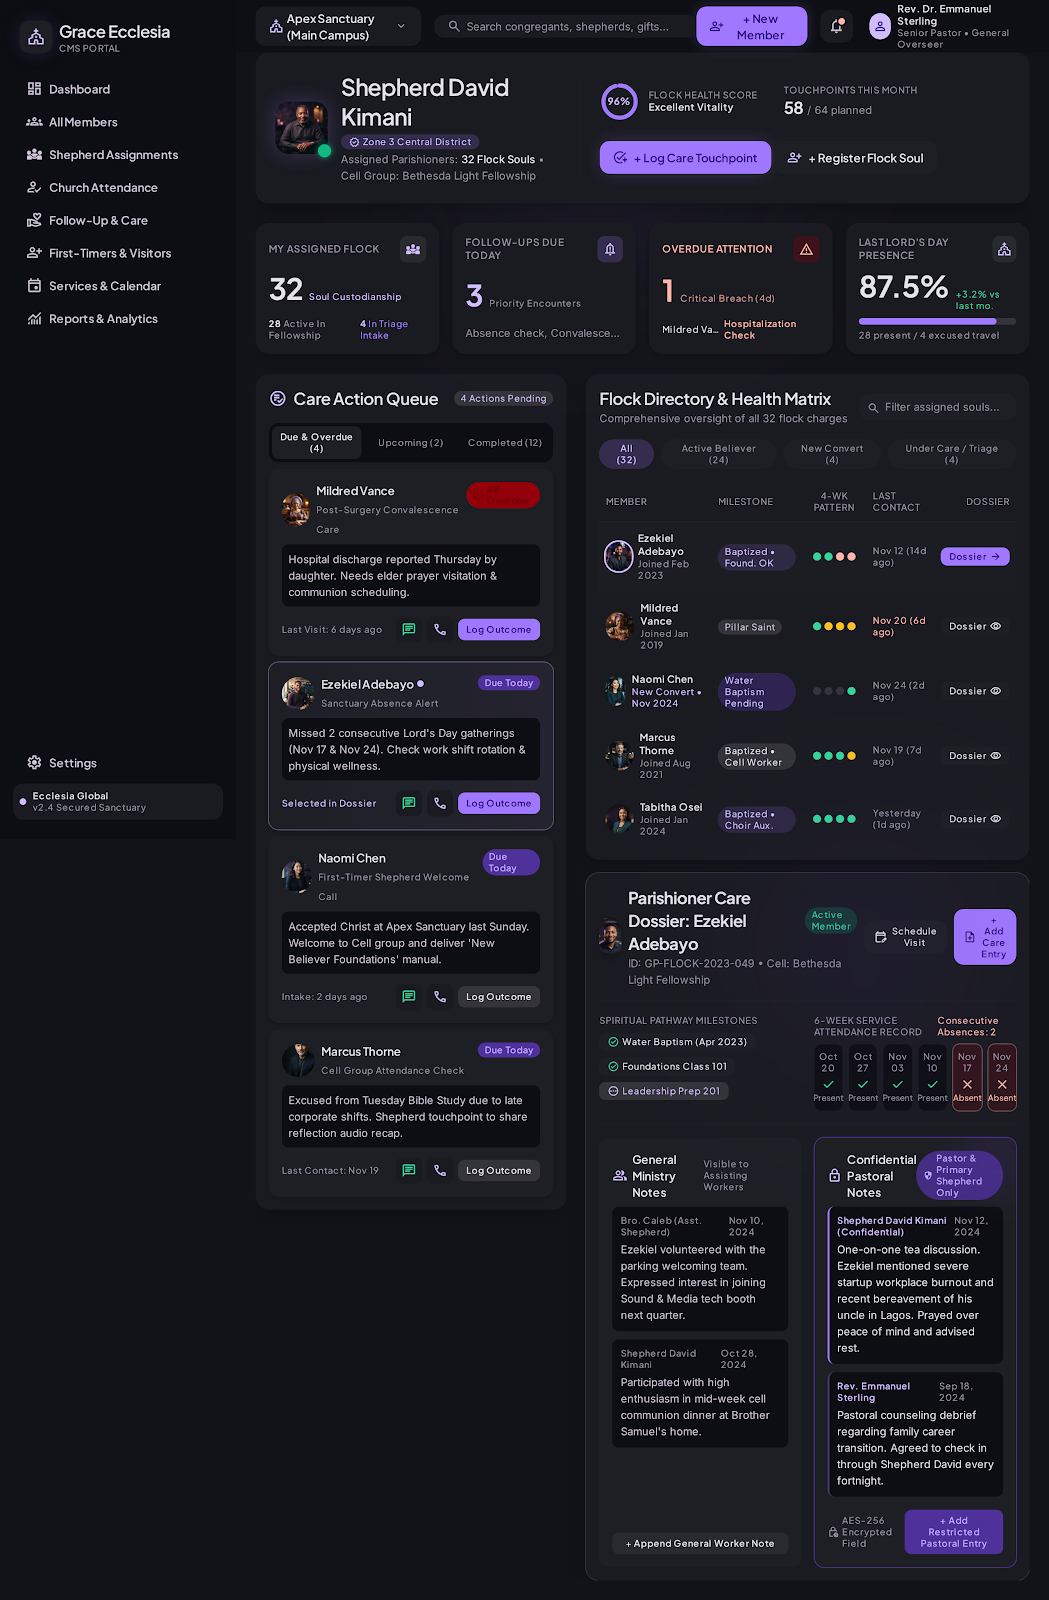 Grace Ecclesia
CMS PORTAL
Dashboard
All Members
Shepherd Assignments
Church Attendance
Follow-Up & Care
First-Timers & Visitors
Services & Calendar
Reports & Analytics
Settings
Ecclesia Global
v2.4 Secured Sanctuary
Apex Sanctuary
(Main Campus)
Search congregants, shepherds, gifts...
+ New
Member
Rev. Dr. Emmanuel
Sterling
Senior Pastor • General
Overseer
Shepherd David
Kimani
Zone 3 Central District
Assigned Parishioners: 32 Flock Souls •
Cell Group: Bethesda Light Fellowship
96%
FLOCK HEALTH SCORE
Excellent Vitality
TOUCHPOINTS THIS MONTH
58 / 64 planned
+ Log Care Touchpoint
+ Register Flock Soul
MY ASSIGNED FLOCK
32 Soul Custodianship
28 Active In
Fellowship
4 In Triage
Intake
FOLLOW-UPS DUE
TODAY
3 Priority Encounters
Absence check, Convalesce...
OVERDUE ATTENTION
1 Critical Breach (4d)
Mildred Va...
Hospitalization
Check
LAST LORD'S DAY
PRESENCE
87.5% +3.2% vs
last mo.
28 present / 4 excused travel
Care Action Queue
4 Actions Pending
Due & Overdue
(4)
Upcoming (2)
Completed (12)
Mildred Vance
Overdue
Post-Surgery Convalescence
Care
Hospital discharge reported Thursday by
daughter. Needs elder prayer visitation &
communion scheduling.
Last Visit: 6 days ago
Log Outcome
Ezekiel Adebayo
Due Today
Sanctuary Absence Alert
Missed 2 consecutive Lord's Day gatherings
(Nov 17 & Nov 24). Check work shift rotation &
physical wellness.
Selected in Dossier
Log Outcome
Naomi Chen
Due
Today
First-Timer Shepherd Welcome
Call
Accepted Christ at Apex Sanctuary last Sunday.
Welcome to Cell group and deliver 'New
Believer Foundations' manual.
Intake: 2 days ago
Log Outcome
Marcus Thorne
Due Today
Cell Group Attendance Check
Excused from Tuesday Bible Study due to late
corporate shifts. Shepherd touchpoint to share
reflection audio recap.
Last Contact: Nov 19
Log Outcome
Flock Directory & Health Matrix
Comprehensive oversight of all 32 flock charges
Filter assigned souls...
All
(32)
Active Believer
(24)
New Convert
(4)
Under Care / Triage
(4)
MEMBER
MILESTONE
4-WK
PATTERN
LAST
CONTACT
DOSSIER
Ezekiel
Adebayo
Joined Feb
2023
Baptized •
Found. OK
Nov 12 (14d
ago)
Dossier →
Mildred
Vance
Joined Jan
2019
Pillar Saint
Nov 20 (6d
ago)
Dossier
Naomi Chen
New Convert •
Nov 2024
Water
Baptism
Pending
Nov 24 (2d
ago)
Dossier
Marcus
Thorne
Joined Aug
2021
Baptized •
Cell Worker
Nov 19 (7d
ago)
Dossier
Tabitha Osei
Joined Jan
2024
Baptized •
Choir Aux.
Yesterday
(1d ago)
Dossier
Parishioner Care
Dossier: Ezekiel
Adebayo
Active
Member
ID: GP-FLOCK-2023-049 • Cell: Bethesda
Light Fellowship
Schedule
Visit
+
Add
Care
Entry
SPIRITUAL PATHWAY MILESTONES
Water Baptism (Apr 2023)
Foundations Class 101
Leadership Prep 201
6-WEEK SERVICE
ATTENDANCE RECORD
Consecutive
Absences: 2
Oct
20
Present
Oct
27
Present
Nov
03
Present
Nov
10
Present
Nov
17
Absent
Nov
24
Absent
General
Ministry
Notes
Visible to
Assisting
Workers
Bro. Caleb (Asst.
Shepherd)
Nov 10,
2024
Ezekiel volunteered with the
parking welcoming team.
Expressed interest in joining
Sound & Media tech booth
next quarter.
Shepherd David
Kimani
Oct 28,
2024
Participated with high
enthusiasm in mid-week cell
communion dinner at Brother
Samuel's home.
+ Append General Worker Note
Confidential
Pastoral
Notes
Pastor &
Primary
Shepherd
Only
Shepherd David Kimani
(Confidential)
Nov 12,
2024
One-on-one tea discussion.
Ezekiel mentioned severe
startup workplace burnout and
recent bereavement of his
uncle in Lagos. Prayed over
peace of mind and advised
rest.
Rev. Emmanuel
Sterling
Sep 18,
2024
Pastoral counseling debrief
regarding family career
transition. Agreed to check in
through Shepherd David every
fortnight.
AES-256
Encrypted
Field
+ Add
Restricted
Pastoral Entry